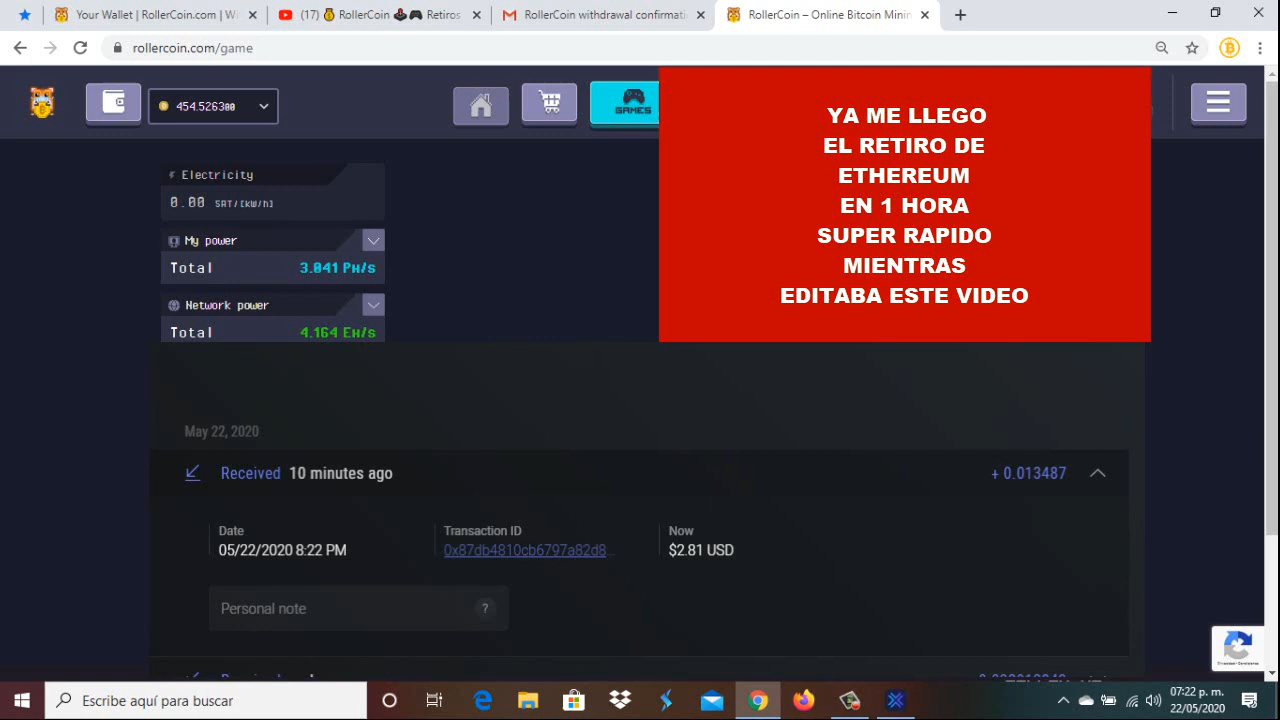 Your Wallet | RollerCoin.com | W
(17) 💰 RollerCoin 🕹️🎮 Retiros
RollerCoin withdrawal confirmati
RollerCoin – Online Bitcoin Minin
rollercoin.com/game
454.526300
GAMES
YA ME LLEGO
EL RETIRO DE
ETHEREUM
EN 1 HORA
SUPER RAPIDO
MIENTRAS
EDITABA ESTE VIDEO
Electricity
0.00 SAT/(KW/h)
My power
Total 3.041 PH/s
Network power
Total 4.164 EH/s
May 22, 2020
Received 10 minutes ago + 0.013487
Date Transaction ID Now
05/22/2020 8:22 PM 0x87db4810cb6797a82d8... $2.81 USD
Personal note ?
Escribe aquí para buscar
07:22 p. m.
22/05/2020